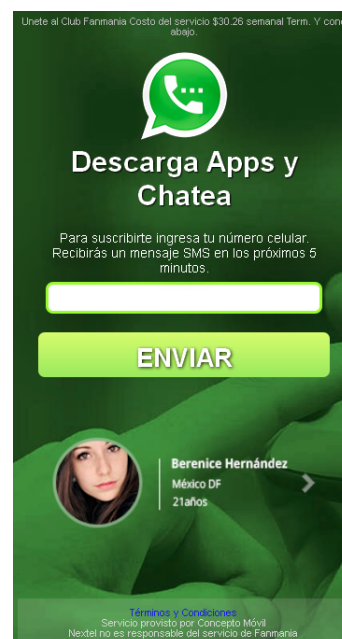 Unete al Club Fanmania Costo del servicio $30.26 semanal Term. Y con
abajo.
Descarga Apps y
Chatea
Para suscribirte ingresa tu número celular.
Recibirás un mensaje SMS en los próximos 5
minutos.
ENVIAR
Berenice Hernández
México DF
21años
Términos y Condiciones
Servicio provisto por Concepto Móvil
Nextel no es responsable del servicio de Fanmania